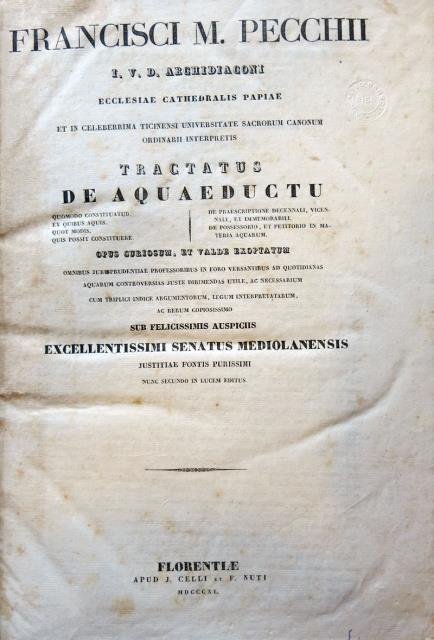 FRANCISCI M. PECCHII
I. V. D. ARCHIDIACONI
ECCLESIAE CATHEDRALIS PAPIAE
ET IN CELEBERRIMA TICINENSI UNIVERSITATE SACRORUM CANONUM
ORDINARII INTERPRETIS
TRACTATUS
DE AQUAEDUCTU
QUOMODO CONSTITUATUR.
EX QUIBUS AQUIS.
QUOT MODIS.
QUIS POSSIT CONSTITUERE.
DE PRAESCRIPTIONE DECENNALI, VICEN-
NALI, ET IMMEMORABILI.
DE POSSESSORIO, ET PETITORIO IN MA-
TERIA AQUARUM.
OPUS CURIOSUM, ET VALDE EXOPTATUM
OMNIBUS JURISPRUDENTIAE PROFESSORIBUS IN FORO VERSANTIBUS AD QUOTIDIANAS
AQUARUM CONTROVERSIAS JUSTE DIRIMENDAS UTILE, AC NECESSARIUM
CUM TRIPLICI INDICE ARGUMENTORUM, LEGUM INTERPRETATARUM,
AC RERUM COPIOSISSIMO
SUB FELICISSIMIS AUSPICIIS
EXCELLENTISSIMI SENATUS MEDIOLANENSIS
JUSTITIAE FONTIS PURISSIMI
NUNC SECUNDO IN LUCEM EDITUS.
FLORENTIÆ
APUD J. CELLI ET F. NUTI
MDCCCXL.